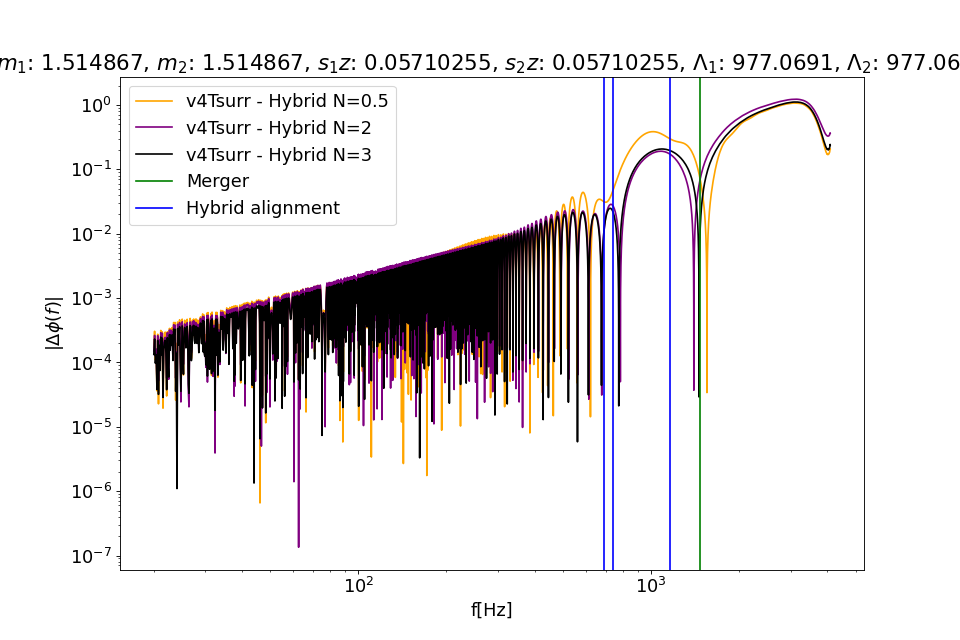 m₁: 1.514867, m₂: 1.514867, s₁z: 0.05710255, s₂z: 0.05710255, Λ₁: 977.0691, Λ₂: 977.06
v4Tsurr - Hybrid N=0.5
v4Tsurr - Hybrid N=2
v4Tsurr - Hybrid N=3
Merger
Hybrid alignment
|Δϕ(f)|
10⁰
10⁻¹
10⁻²
10⁻³
10⁻⁴
10⁻⁵
10⁻⁶
10⁻⁷
10² 10³
f[Hz]